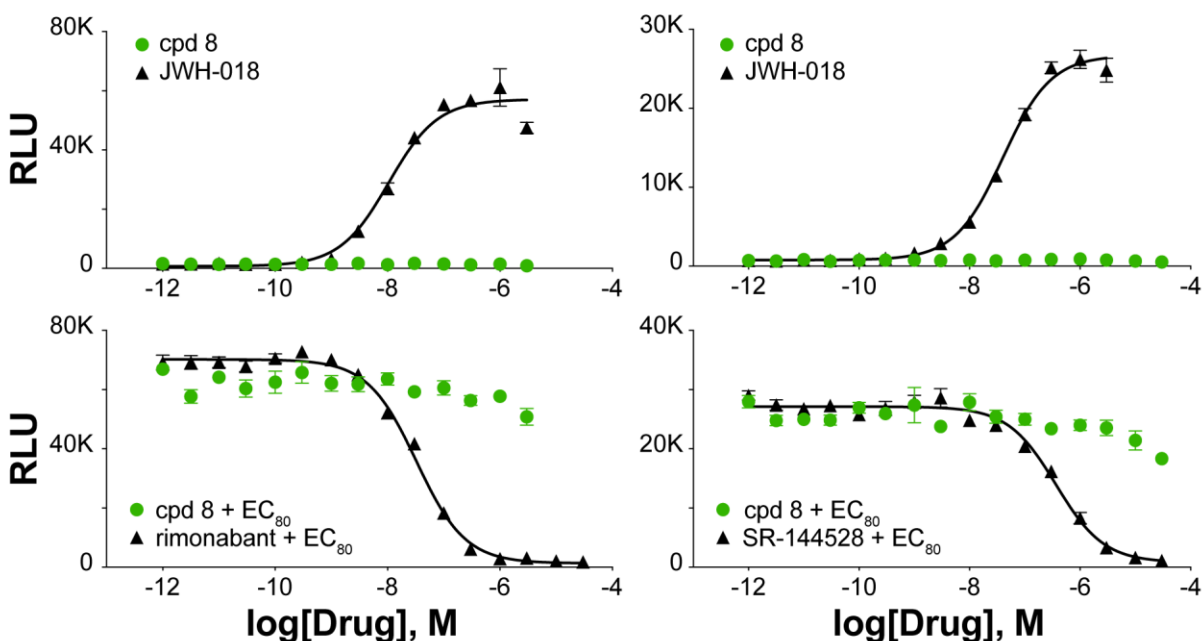 80K
cpd 8
JWH-018
RLU
40K
0
-12 -10 -8 -6 -4
30K
cpd 8
JWH-018
20K
10K
0
-12 -10 -8 -6 -4
80K
RLU
40K
cpd 8 + EC80
rimonabant + EC80
0
-12 -10 -8 -6 -4
log[Drug], M
40K
20K
cpd 8 + EC80
SR-144528 + EC80
0
-12 -10 -8 -6 -4
log[Drug], M